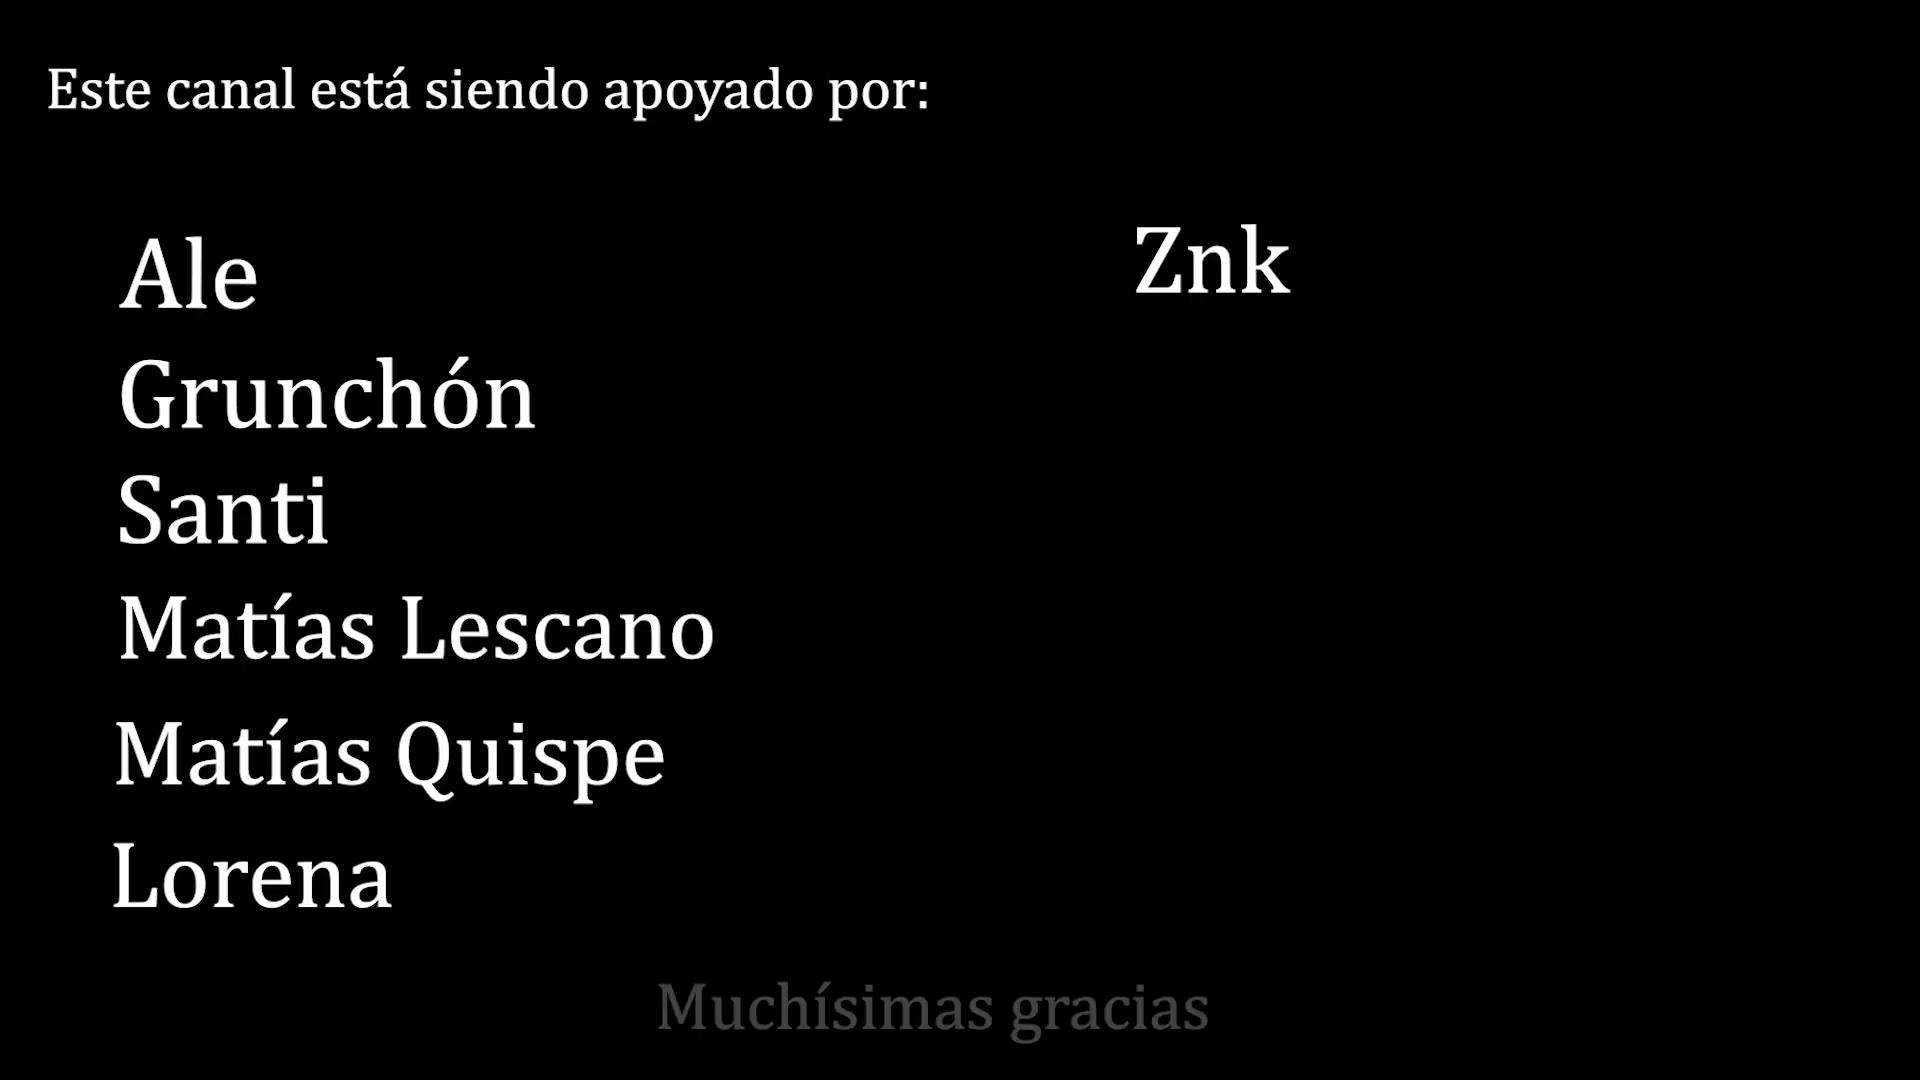 Este canal está siendo apoyado por:
Ale
Grunchón
Santi
Matías Lescano
Matías Quispe
Lorena
Znk
Muchísimas gracias